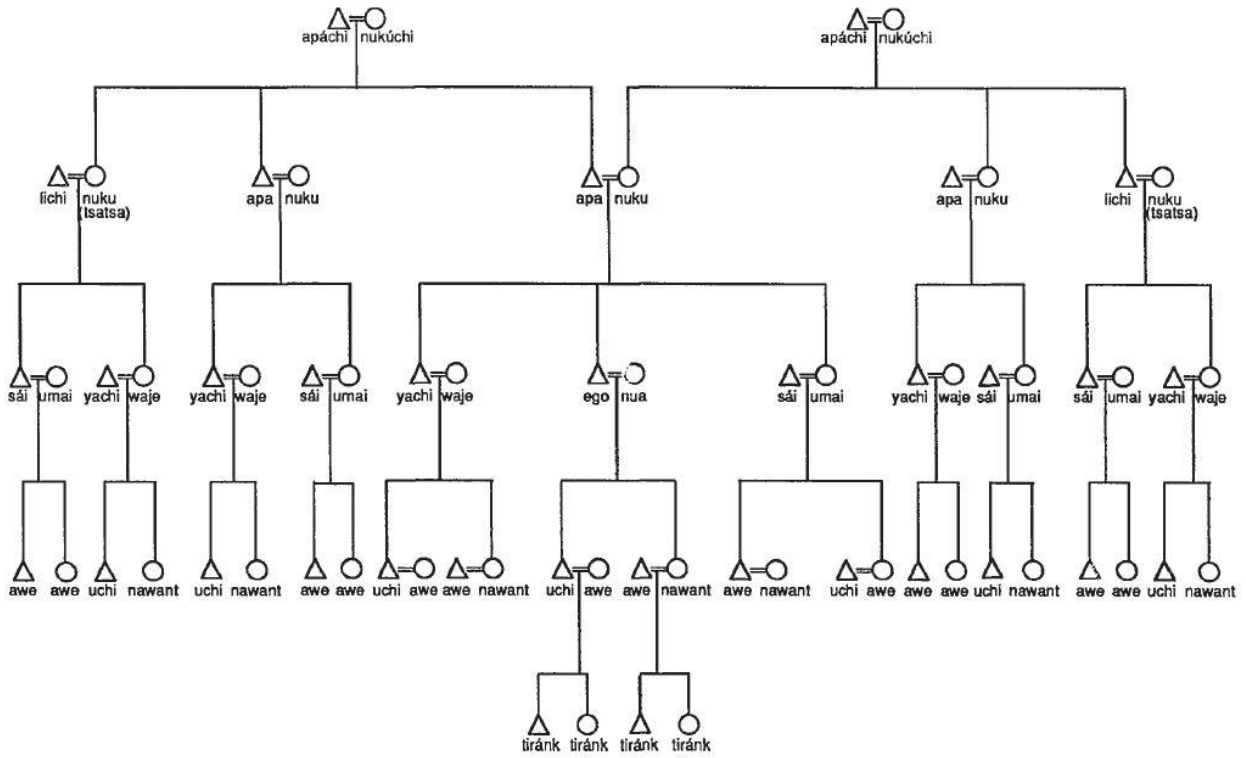 apáchi nukúchi apáchi nukúchi
lichi nuku apa nuku apa nuku apa nuku lichi nuku
(tsatsa) (tsatsa)
sái umai yachi waje yachi waje sái umai yachi waje ego nua sái umai yachi waje sái umai sái umai yachi waje
awe awe uchi nawant uchi nawant awe awe uchi awe awe nawant uchi awe awe nawant awe nawant uchi awe awe awe uchi nawant awe awe uchi nawant
tiránk tiránk tiránk tiránk